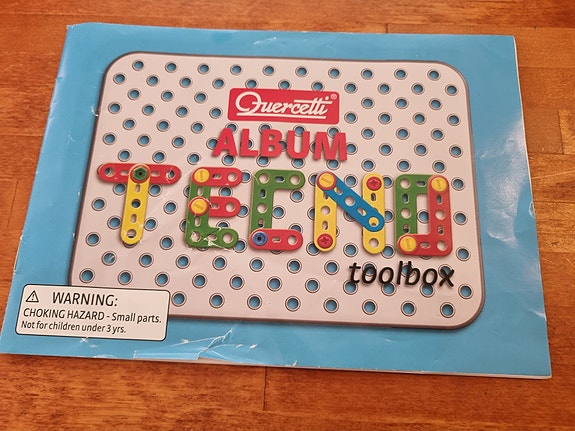 Quercetti®
ALBUM
TECNO
toolbox
⚠ WARNING:
CHOKING HAZARD - Small parts.
Not for children under 3 yrs.